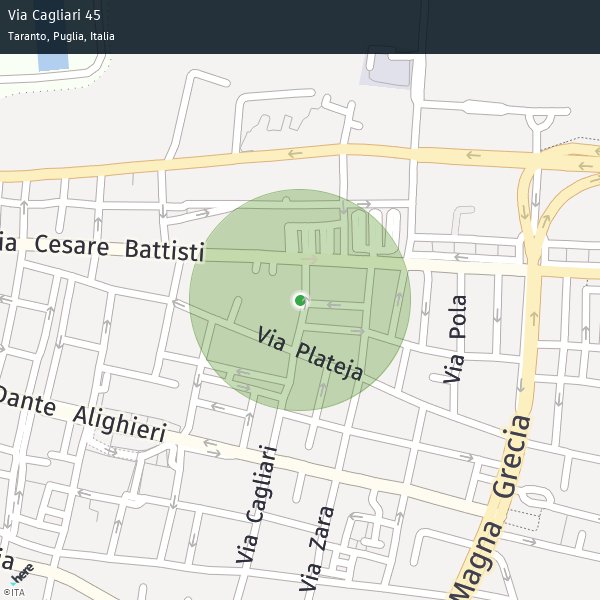 Via Cagliari 45
Taranto, Puglia, Italia
ia Cesare Battisti
Via Plateja
Via Pola
Dante Alighieri
Magna Grecia
Via Cagliari
Via Zara
ia
here
©ITA